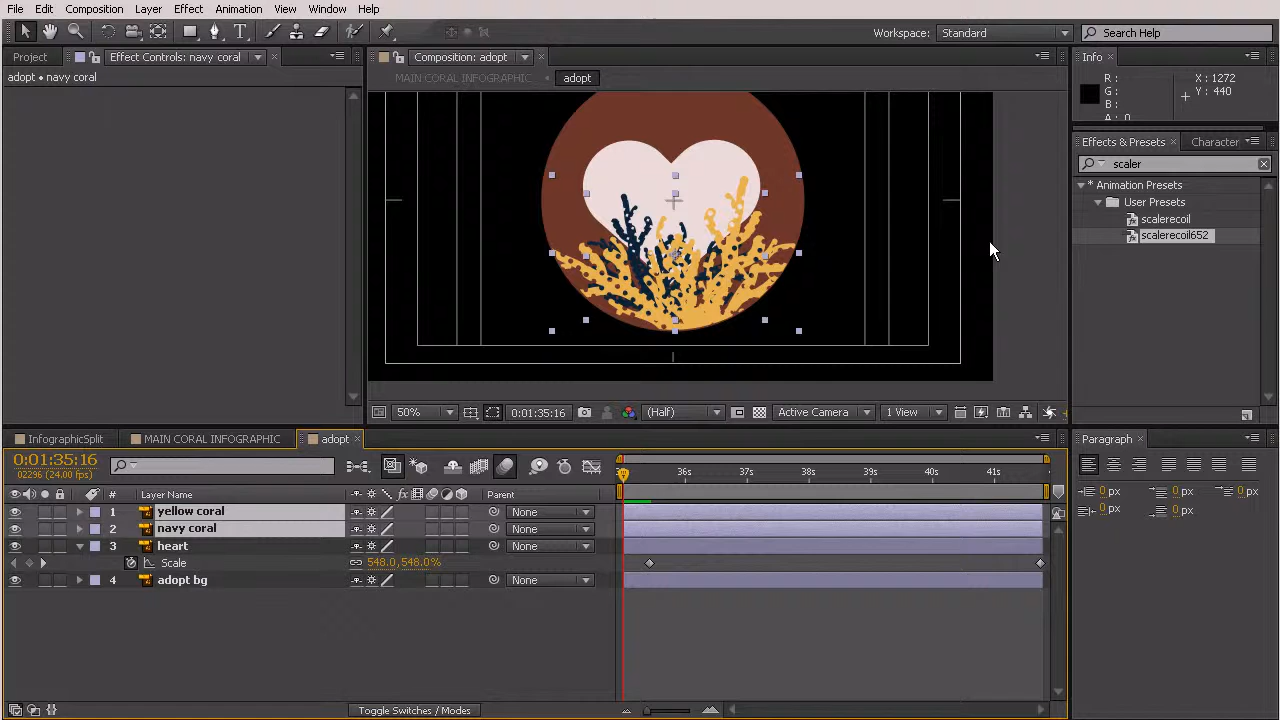 File Edit Composition Layer Effect Animation View Window Help
Workspace: Standard Search Help
Project Effect Controls: navy coral Composition: adopt Info
adopt • navy coral MAIN CORAL INFOGRAPHIC adopt
R: X: 1272
G: Y: 440
B:
A: 0
Effects & Presets Character
scaler
* Animation Presets
User Presets
scalerecoil
scalerecoil652
50% 0:01:35:16 (Half) Active Camera 1 View
InfographicSplit MAIN CORAL INFOGRAPHIC adopt Paragraph
0:01:35:16
02296 (24.00 fps)
36s 37s 38s 39s 40s 41s
# Layer Name fx Parent
1 yellow coral None
2 navy coral None
3 heart None
Scale 548.0,548.0%
4 adopt bg None
0 px 0 px 0 px
0 px 0 px
Toggle Switches / Modes